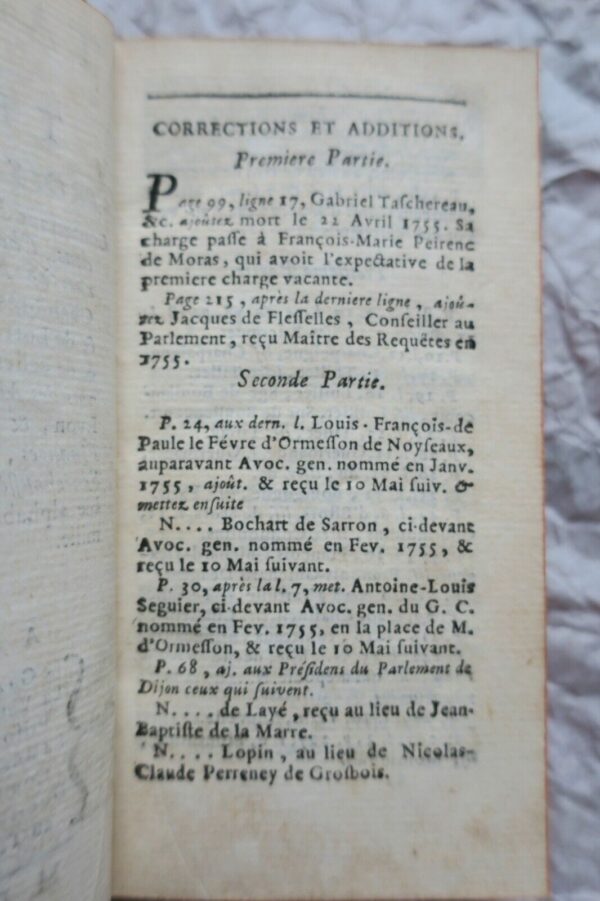 CORRECTIONS ET ADDITIONS.
Premiere Partie.
Page 99, ligne 17, Gabriel Taſchereau,
&c. ajoutez mort le 22 Avril 1755. Sa
charge paſſe à François-Marie Peirenc
de Moras, qui avoit l'expectative de la
premiere charge vacante.
Page 215, après la derniere ligne, ajoû-
tez Jacques de Fleſſelles, Conſeiller au
Parlement, reçu Maître des Requêtes en
1755.
Seconde Partie.
P. 24, aux dern. l. Louis-François-de
Paule le Févre d'Ormeſſon de Noyſeaux,
auparavant Avoc. gen. nommé en Janv.
1755, ajoût. & reçu le 10 Mai ſuiv. &
mettez enſuite
N.... Bochart de Sarron, ci-devant
Avoc. gen. nommé en Fev. 1755, &
reçu le 10 Mai ſuivant.
P. 30, après la l. 7, met. Antoine-Louis
Seguier, ci-devant Avoc. gen. du G. C.
nommé en Fev. 1755, en la place de M.
d'Ormeſſon, & reçu le 10 Mai ſuivant.
P. 68, aj. aux Préſidens du Parlement de
Dijon ceux qui ſuivent.
N.... de Layé, reçu au lieu de Jean-
Baptiſte de la Marre.
N.... Lopin, au lieu de Nicolas-
Claude Perreney de Groſbois.